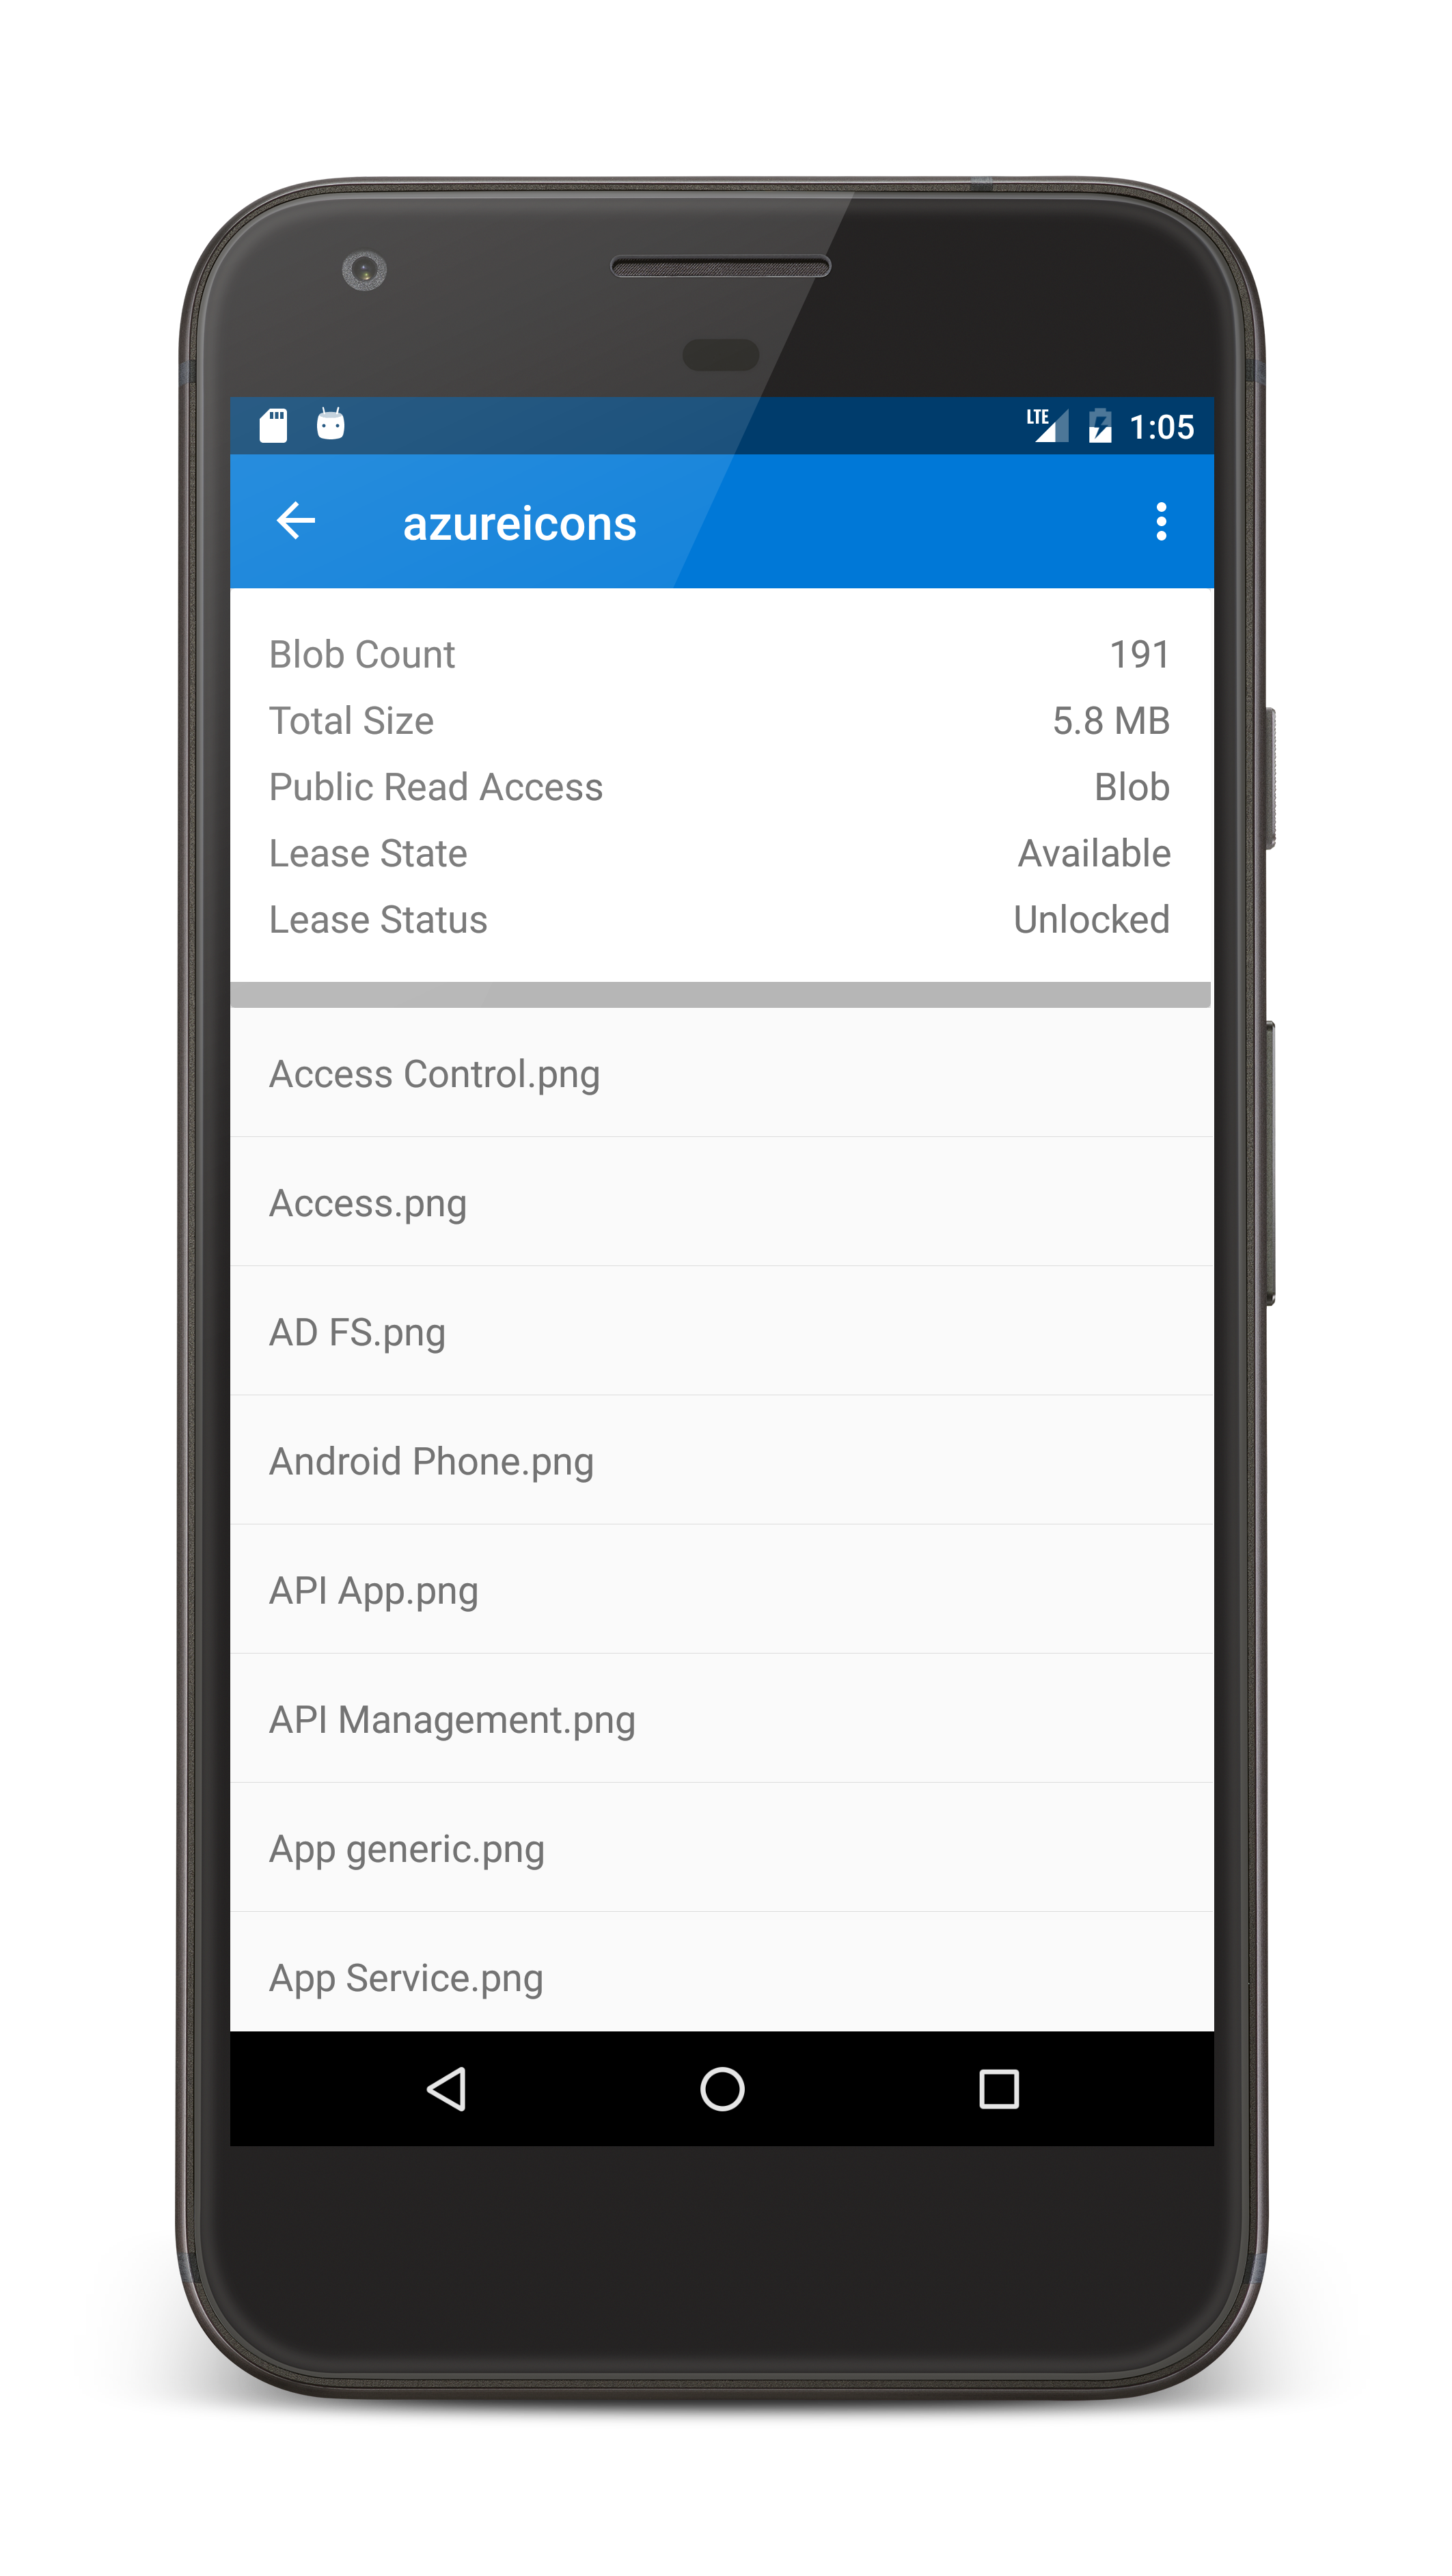 LTE 1:05
azureicons
Blob Count 191
Total Size 5.8 MB
Public Read Access Blob
Lease State Available
Lease Status Unlocked
Access Control.png
Access.png
AD FS.png
Android Phone.png
API App.png
API Management.png
App generic.png
App Service.png